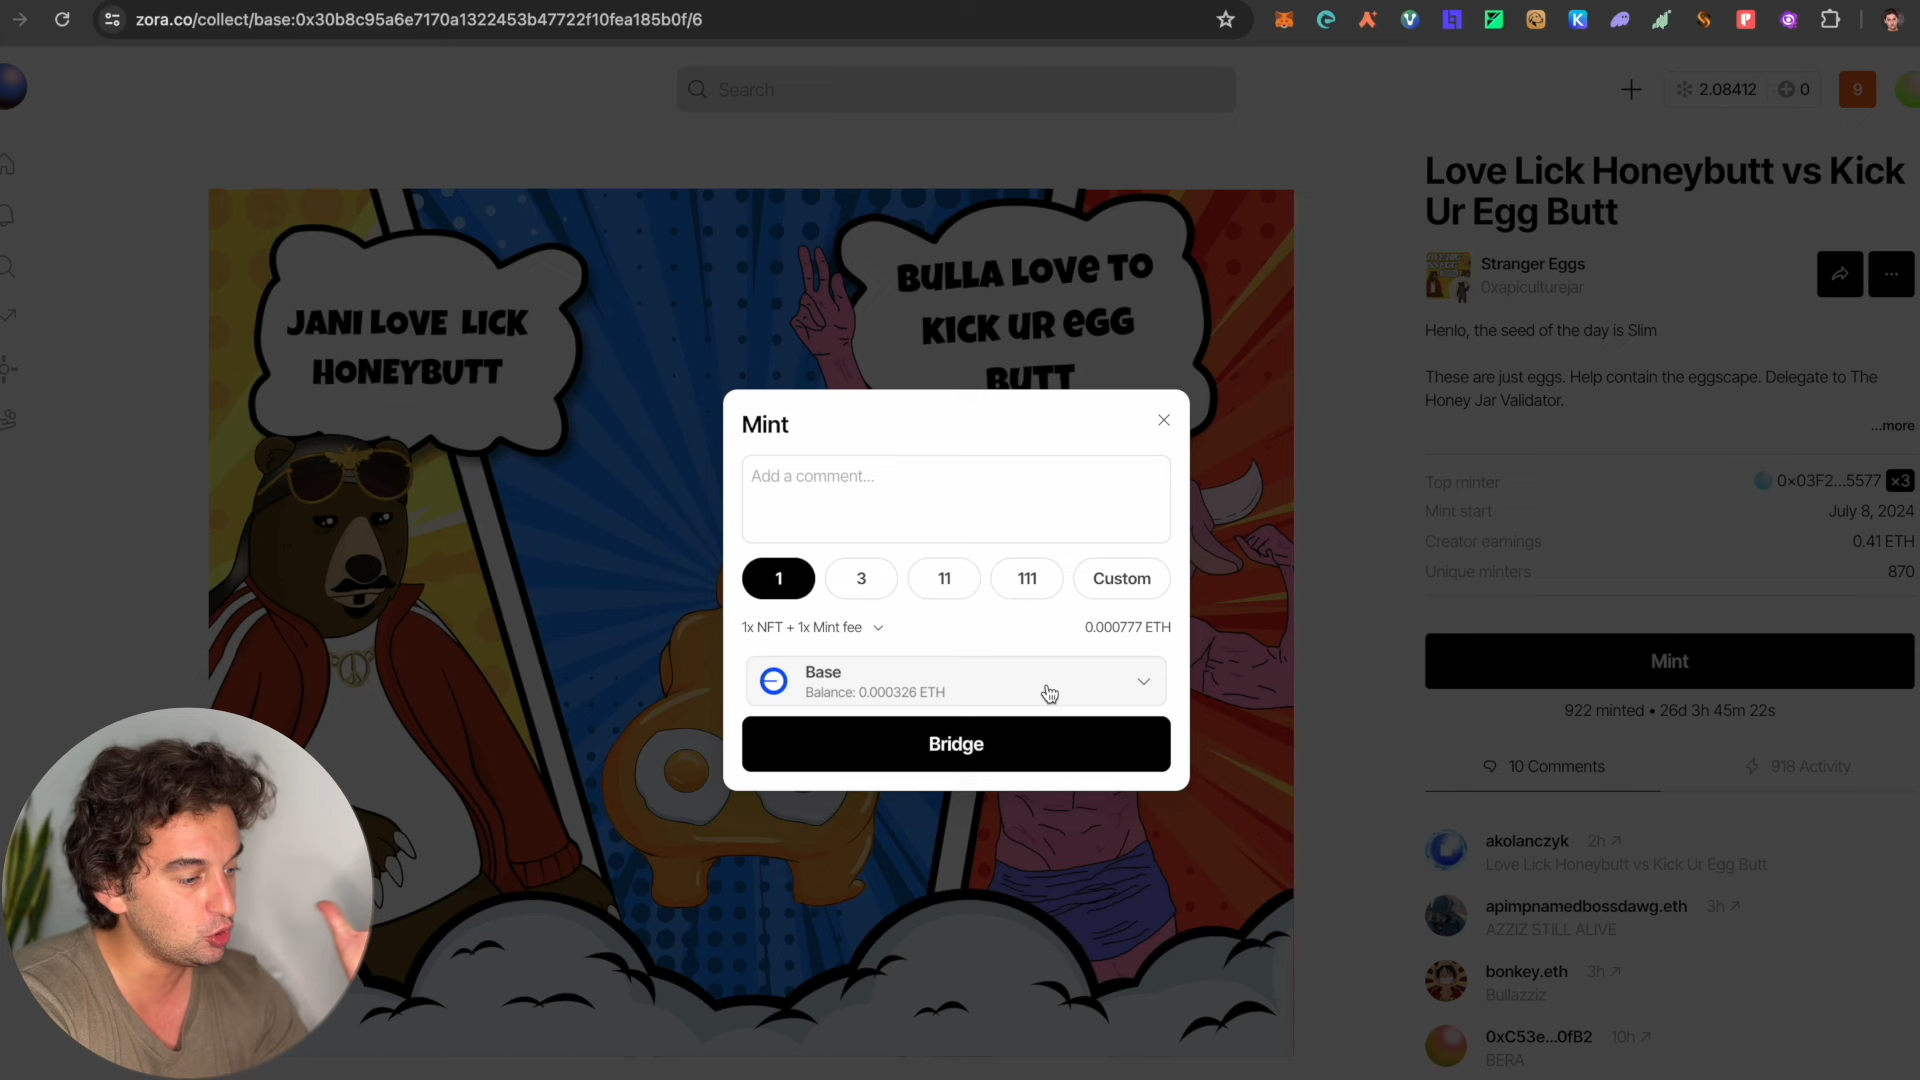 zora.co/collect/base:0x30b8c95a6e7170a1322453b47722f10fea185b0f/6
Search
2.08412
0
9
JANI LOVE LICK
HONEYBUTT
BULLA LOVE TO
KICK UR EGG
BUTT
Love Lick Honeybutt vs Kick
Ur Egg Butt
Stranger Eggs
0xapiculturejar
Henlo, the seed of the day is Slim
These are just eggs. Help contain the eggscape. Delegate to The
Honey Jar Validator.
...more
Top minter
0x03F2...5577 ×3
Mint start
July 8, 2024
Creator earnings
0.41 ETH
Unique minters
870
Mint
922 minted • 26d 3h 45m 22s
10 Comments
918 Activity
akolanczyk 2h
Love Lick Honeybutt vs Kick Ur Egg Butt
apimpnamedbossdawg.eth 3h
AZZIZ STILL ALIVE
bonkey.eth 3h
Bullazziz
0xC53e...0fB2 10h
BERA
Mint
Add a comment...
1
3
11
111
Custom
1x NFT + 1x Mint fee
0.000777 ETH
Base
Balance: 0.000326 ETH
Bridge